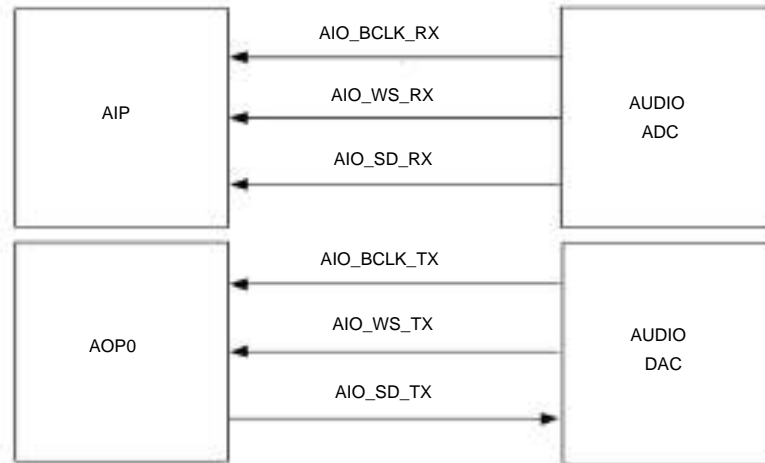 AIO_BCLK_RX
AIO_WS_RX
AIP
AUDIO
ADC
AIO_SD_RX
AIO_BCLK_TX
AIO_WS_TX
AOP0
AUDIO
DAC
AIO_SD_TX